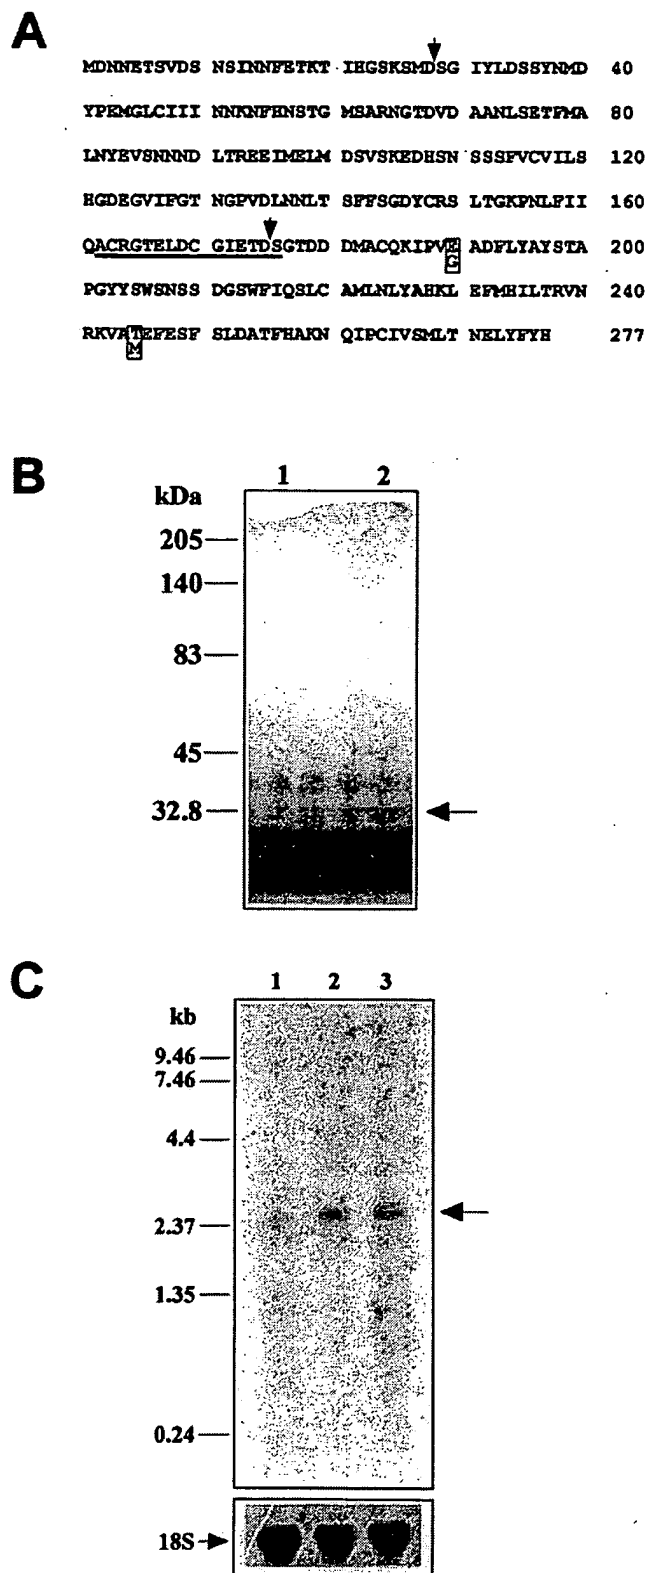 A
MDNNETSVDS NSINNFETKT IHGSKSMDSG IYLDSSYNMD 40
YPEMGLCIII NNKNFHNSTG MSARNGTDVD AANLSETFMA 80
LNYEVSNNND LTREEIMELM DSVSKEDHSN SSSFVCVILS 120
HGDEGVIFGT NGPVDLNNLT SFFSGDYCRS LTGKPNLFII 160
QACRGTELDC GIETDSGTDD DMACQKIPVE ADFLYAYSTA 200
G
PGYYSWSNSS DGSWFIQSLC AMLNLYAHKL EFMHILTRVN 240
RKVATEFESF SLDATFHAKN QIPCIVSMLT NELYFYH 277
M
B
1 2
kDa
205
140
83
45
32.8
C
1 2 3
kb
9.46
7.46
4.4
2.37
1.35
0.24
18S